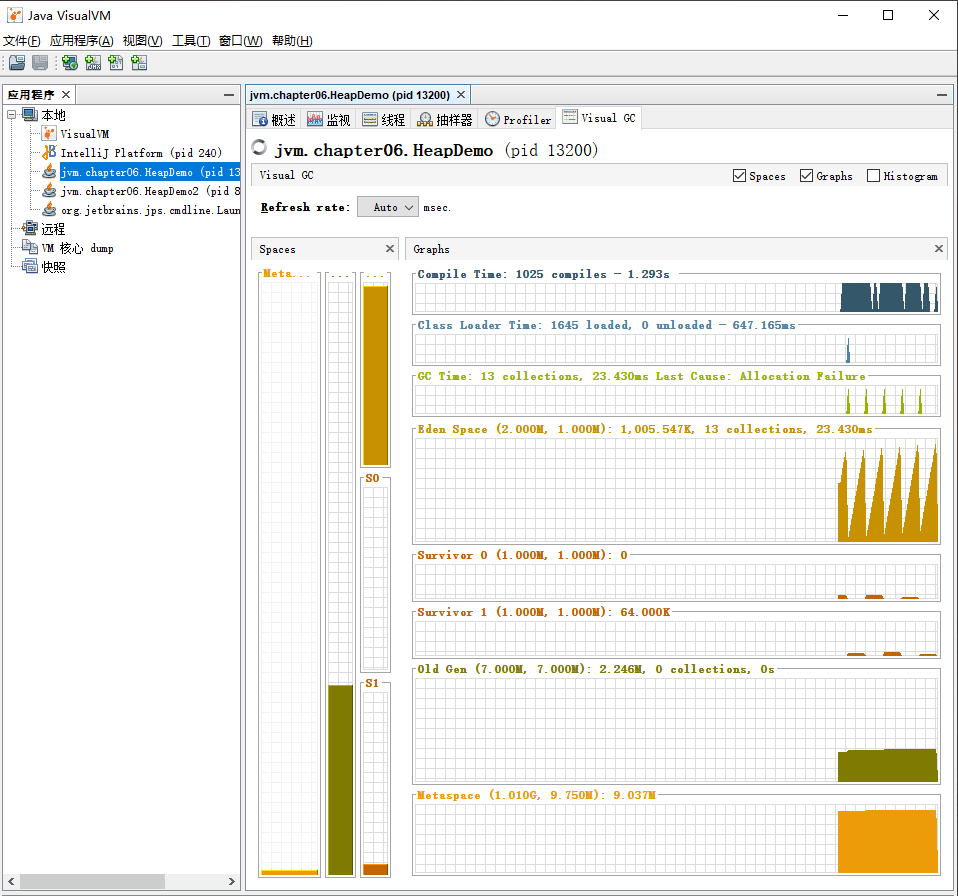 Java VisualVM
文件(F) 应用程序(A) 视图(V) 工具(T) 窗口(W) 帮助(H)
应用程序
本地
VisualVM
IntelliJ Platform (pid 240)
jvm.chapter06.HeapDemo (pid 13
jvm.chapter06.HeapDemo2 (pid 8
org.jetbrains.jps.cmdline.Laun
远程
VM 核心 dump
快照
jvm.chapter06.HeapDemo (pid 13200)
概述 监视 线程 抽样器 Profiler Visual GC
jvm.chapter06.HeapDemo (pid 13200)
Visual GC Spaces Graphs Histogram
Refresh rate: Auto msec.
Spaces
Meta... ... ...
S0
S1
Graphs
Compile Time: 1025 compiles - 1.293s
Class Loader Time: 1645 loaded, 0 unloaded - 647.165ms
GC Time: 13 collections, 23.430ms Last Cause: Allocation Failure
Eden Space (2.000M, 1.000M): 1,005.547K, 13 collections, 23.430ms
Survivor 0 (1.000M, 1.000M): 0
Survivor 1 (1.000M, 1.000M): 64.000K
Old Gen (7.000M, 7.000M): 2.246M, 0 collections, 0s
Metaspace (1.010G, 9.750M): 9.037M